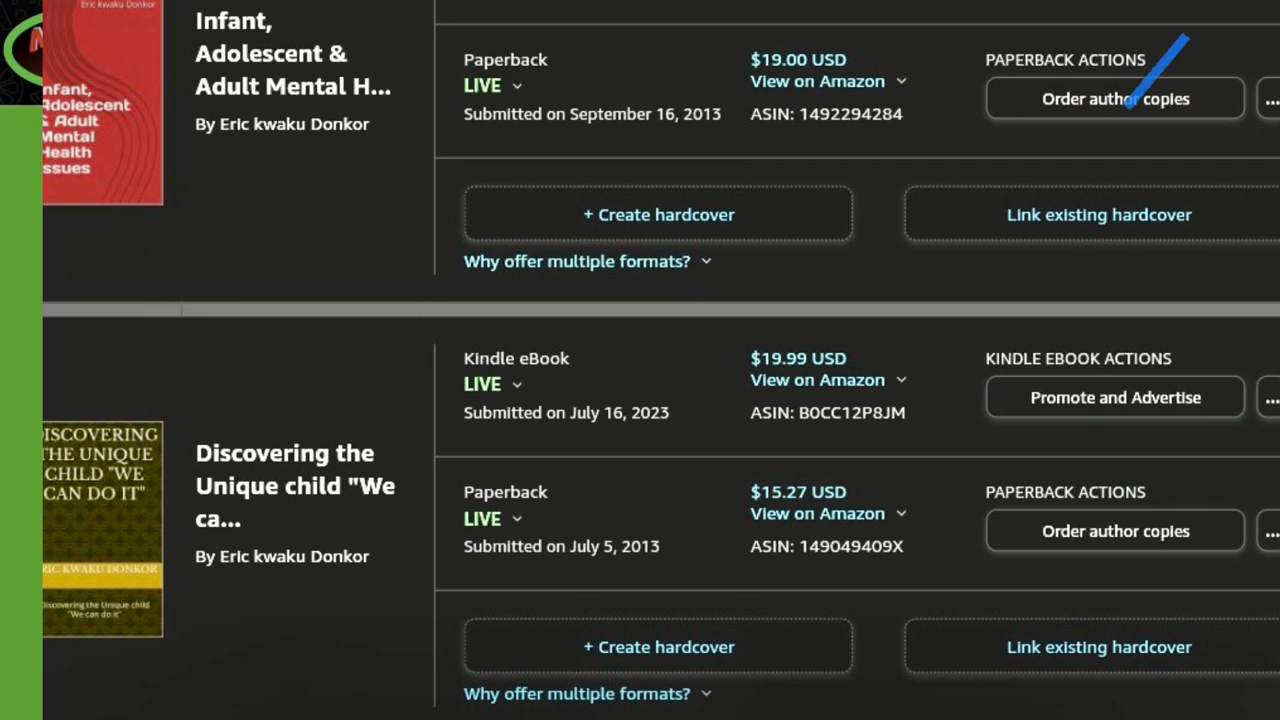 Eric kwaku Donkor
nfant,
Adolescent
& Adult
Mental
Health
ssues
Infant,
Adolescent &
Adult Mental H...
By Eric kwaku Donkor
Paperback
LIVE
Submitted on September 16, 2013
$19.00 USD
View on Amazon
ASIN: 1492294284
PAPERBACK ACTIONS
Order author copies
...
+ Create hardcover
Link existing hardcover
Why offer multiple formats?
ISCOVERING
THE UNIQUE
CHILD "WE
CAN DO IT"
RIC KWAKU DONKOR
Discovering the Unique child
"We can do it"
Discovering the
Unique child "We
ca...
By Eric kwaku Donkor
Kindle eBook
LIVE
Submitted on July 16, 2023
$19.99 USD
View on Amazon
ASIN: B0CC12P8JM
KINDLE EBOOK ACTIONS
Promote and Advertise
...
Paperback
LIVE
Submitted on July 5, 2013
$15.27 USD
View on Amazon
ASIN: 149049409X
PAPERBACK ACTIONS
Order author copies
...
+ Create hardcover
Link existing hardcover
Why offer multiple formats?